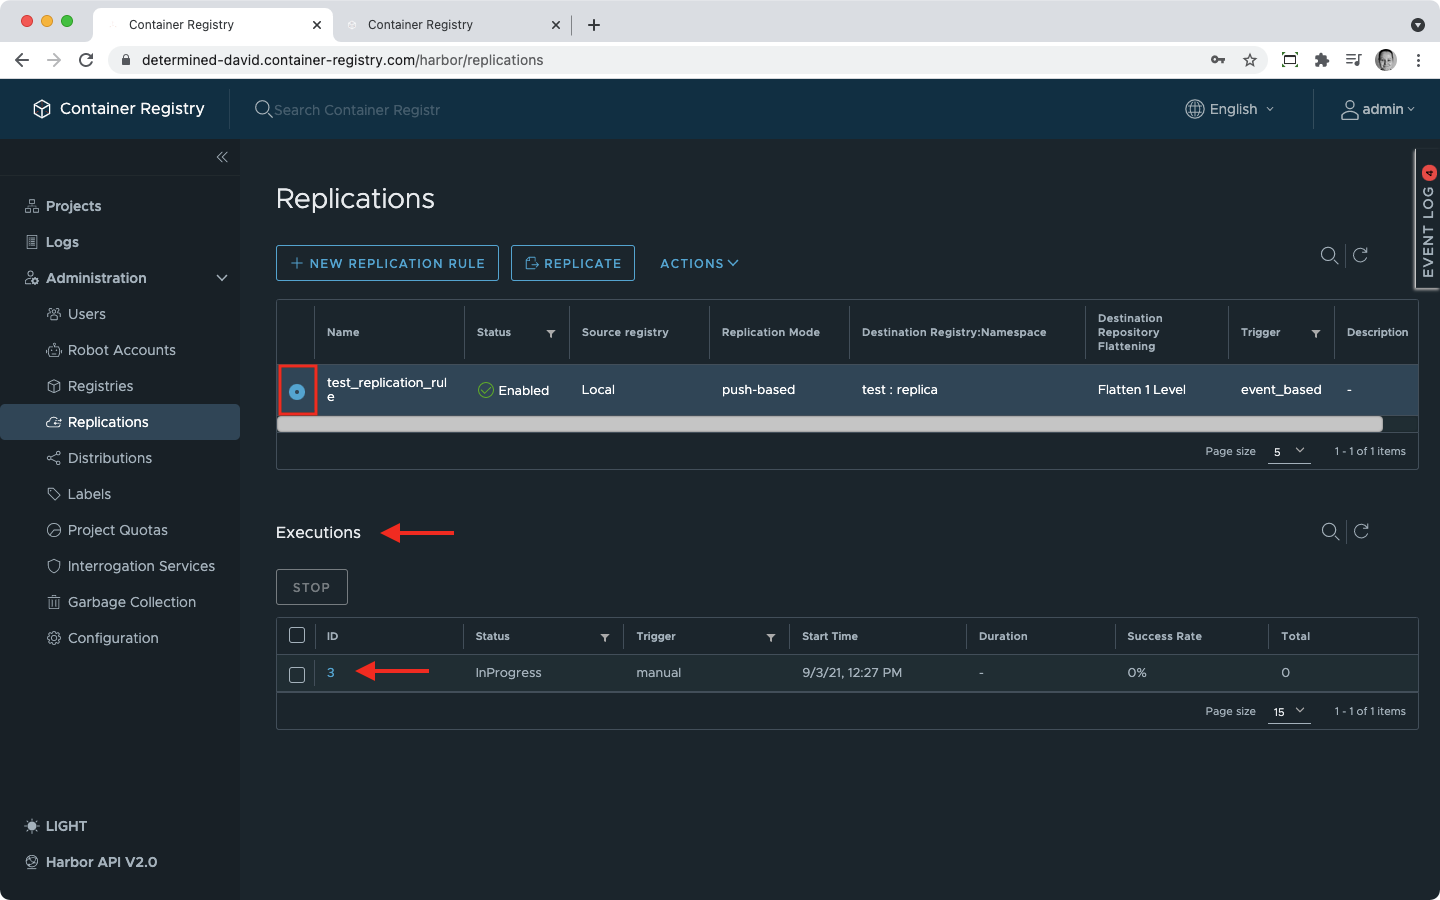 Container Registry
Container Registry
determined-david.container-registry.com/harbor/replications
Container Registry
Search Container Registr
English
admin
EVENT LOG 4
Projects
Logs
Administration
Users
Robot Accounts
Registries
Replications
Distributions
Labels
Project Quotas
Interrogation Services
Garbage Collection
Configuration
LIGHT
Harbor API V2.0
Replications
NEW REPLICATION RULE
REPLICATE
ACTIONS
Name
Status
Source registry
Replication Mode
Destination Registry:Namespace
Destination
Repository
Flattening
Trigger
Description
test_replication_rul
e
Enabled
Local
push-based
test : replica
Flatten 1 Level
event_based
-
Page size
5
1 - 1 of 1 items
Executions
STOP
ID
Status
Trigger
Start Time
Duration
Success Rate
Total
3
InProgress
manual
9/3/21, 12:27 PM
-
0%
0
Page size
15
1 - 1 of 1 items